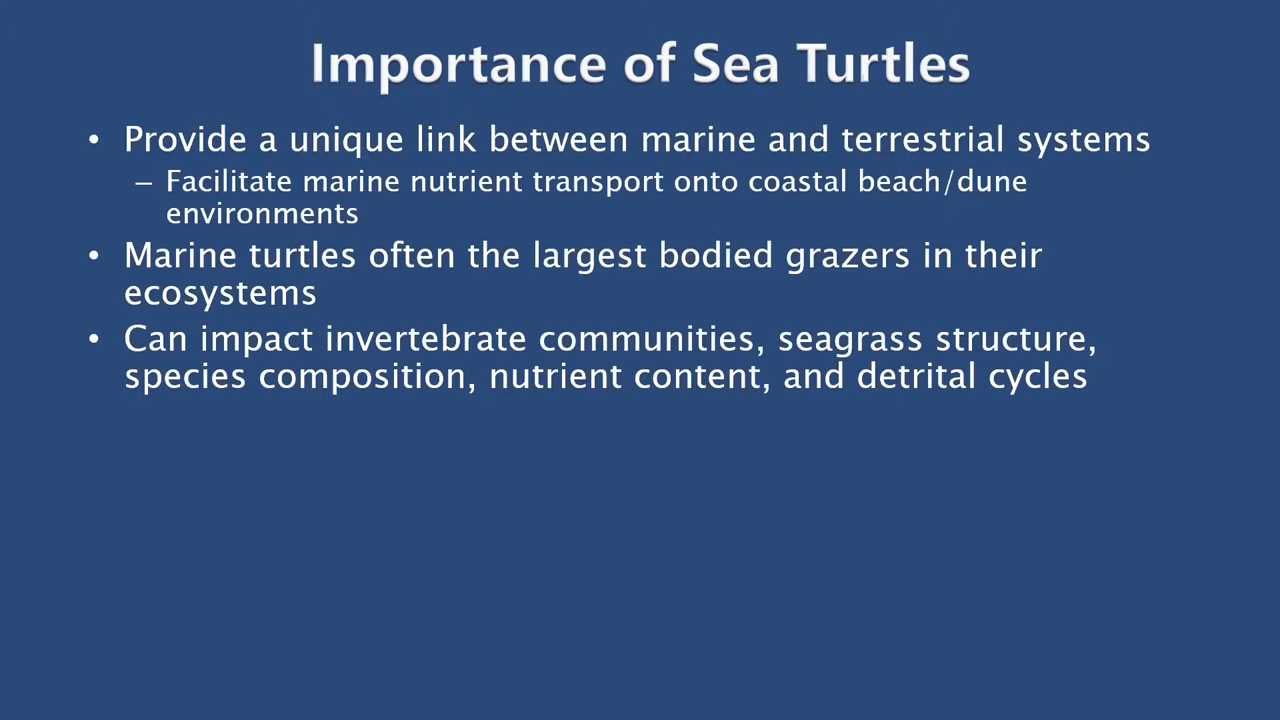 Importance of Sea Turtles
• Provide a unique link between marine and terrestrial systems
– Facilitate marine nutrient transport onto coastal beach/dune
environments
• Marine turtles often the largest bodied grazers in their
ecosystems
• Can impact invertebrate communities, seagrass structure,
species composition, nutrient content, and detrital cycles